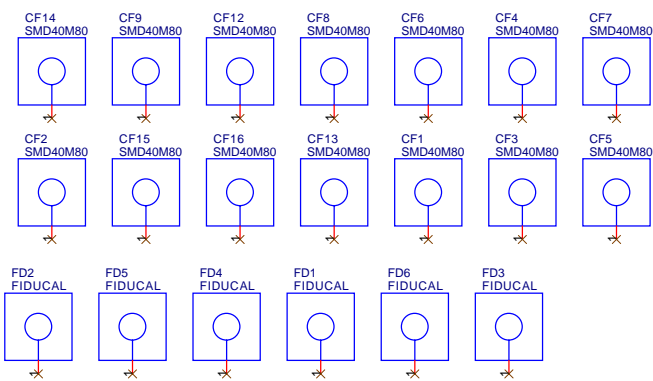 CF14 CF9 CF12 CF8 CF6 CF4 CF7
SMD40M80 SMD40M80 SMD40M80 SMD40M80 SMD40M80 SMD40M80 SMD40M80
CF2 CF15 CF16 CF13 CF1 CF3 CF5
SMD40M80 SMD40M80 SMD40M80 SMD40M80 SMD40M80 SMD40M80 SMD40M80
FD2 FD5 FD4 FD1 FD6 FD3
FIDUCAL FIDUCAL FIDUCAL FIDUCAL FIDUCAL FIDUCAL